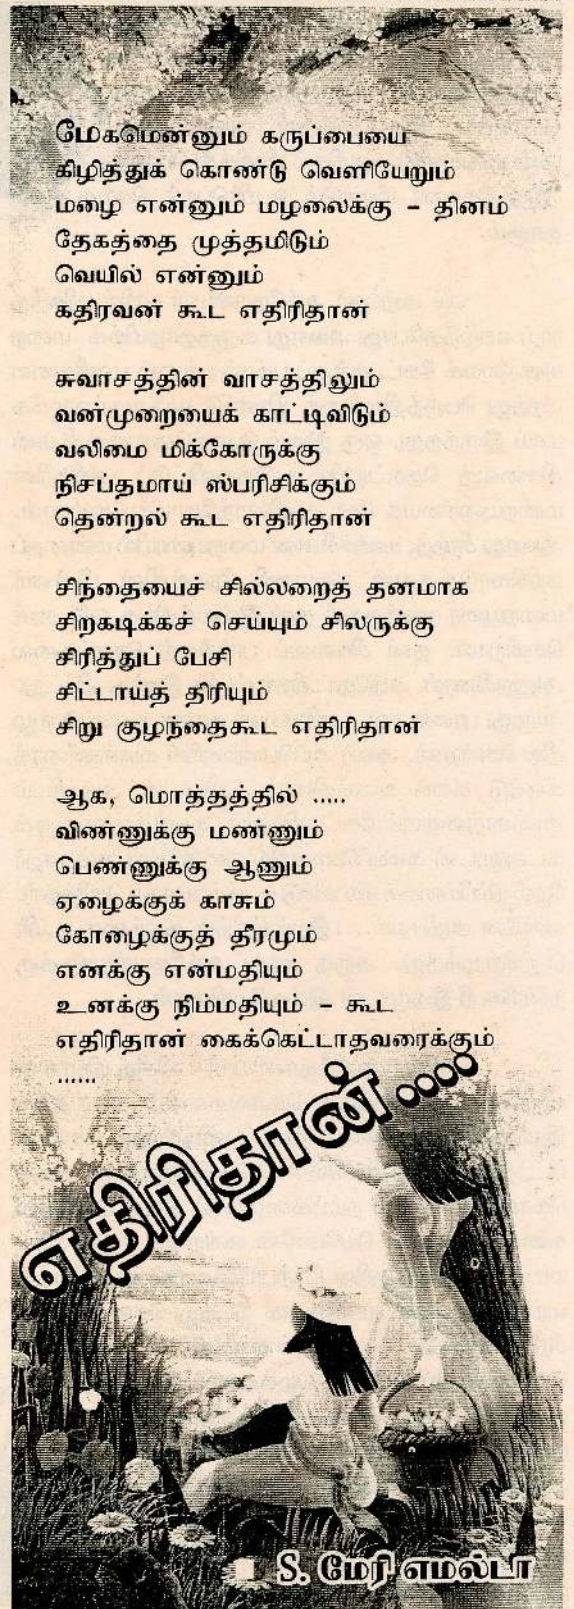 மேகமென்னும் கருப்பையை
கிழித்துக் கொண்டு வெளியேறும்
மழை என்னும் மழலைக்கு – தினம்
தேகத்தை முத்தமிடும்
வெயில் என்னும்
கதிரவன் கூட எதிரிதான்
சுவாசத்தின் வாசத்திலும்
வன்முறையைக் காட்டிவிடும்
வலிமை மிக்கோருக்கு
நிசப்தமாய் ஸ்பரிசிக்கும்
தென்றல் கூட எதிரிதான்
சிந்தையைச் சில்லறைத் தனமாக
சிறகடிக்கச் செய்யும் சிலருக்கு
சிரித்துப் பேசி
சிட்டாய்த் திரியும்
சிறு குழந்தைகூட எதிரிதான்
ஆக, மொத்தத்தில் .....
விண்ணுக்கு மண்ணும்
பெண்ணுக்கு ஆணும்
ஏழைக்குக் காசும்
கோழைக்குத் தீரமும்
எனக்கு என்மதியும்
உனக்கு நிம்மதியும் – கூட
எதிரிதான் கைக்கெட்டாதவரைக்கும்
......
எதிரிதான்....
S. மேரி எமல்டா